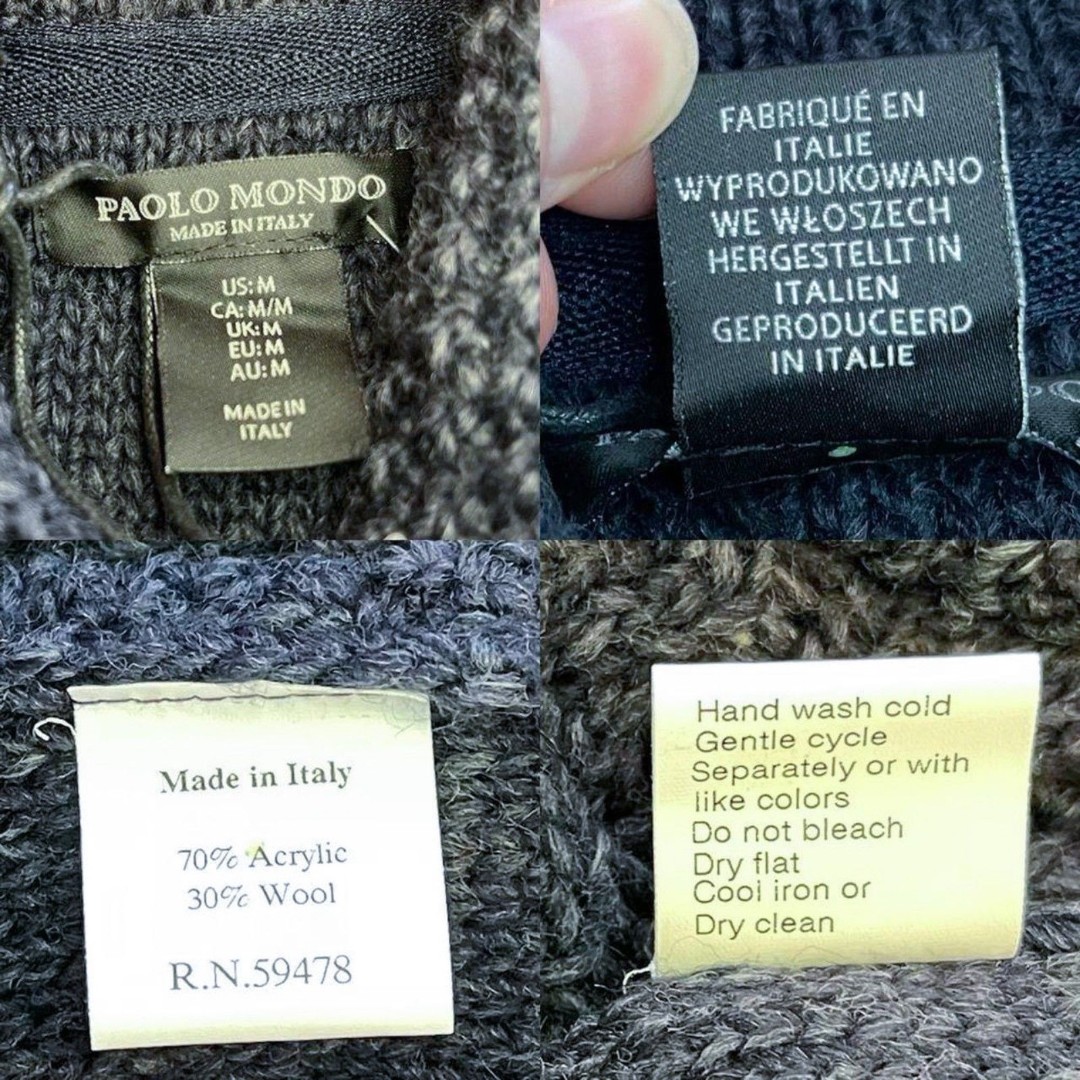 PAOLO MONDO
MADE IN ITALY
US: M
CA: M/M
UK: M
EU: M
AU: M
MADE IN
ITALY
FABRIQUÉ EN
ITALIE
WYPRODUKOWANO
WE WŁOSZECH
HERGESTELLT IN
ITALIEN
GEPRODUCEERD
IN ITALIE
Made in Italy
70% Acrylic
30% Wool
R.N.59478
Hand wash cold
Gentle cycle
Separately or with
like colors
Do not bleach
Dry flat
Cool iron or
Dry clean